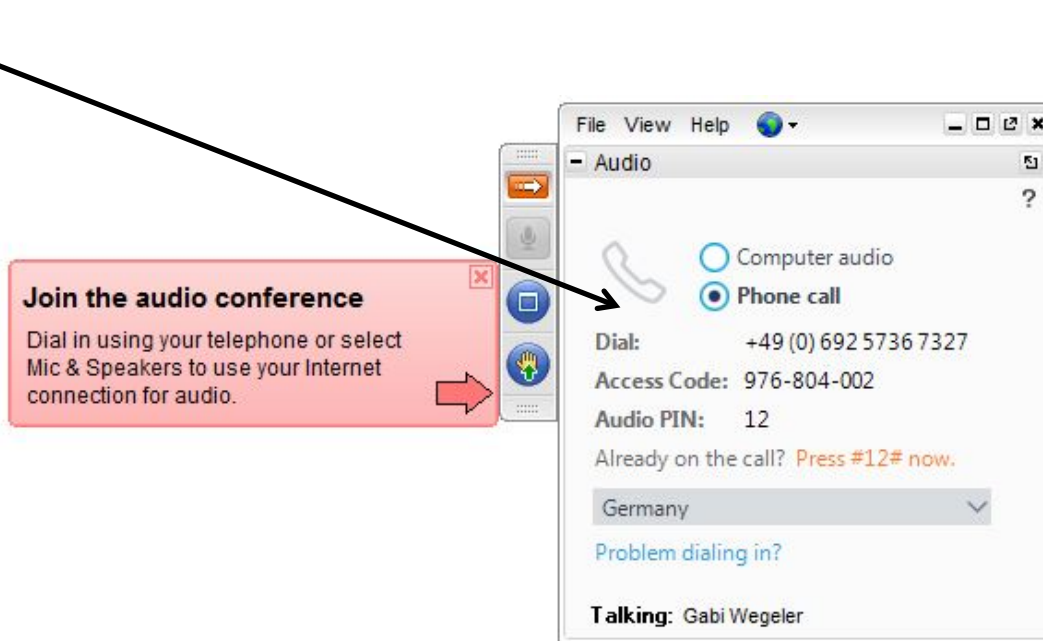 File View Help
Audio
?
Computer audio
Phone call
Join the audio conference
Dial in using your telephone or select
Mic & Speakers to use your Internet
connection for audio.
Dial: +49 (0) 692 5736 7327
Access Code: 976-804-002
Audio PIN: 12
Already on the call? Press #12# now.
Germany
Problem dialing in?
Talking: Gabi Wegeler